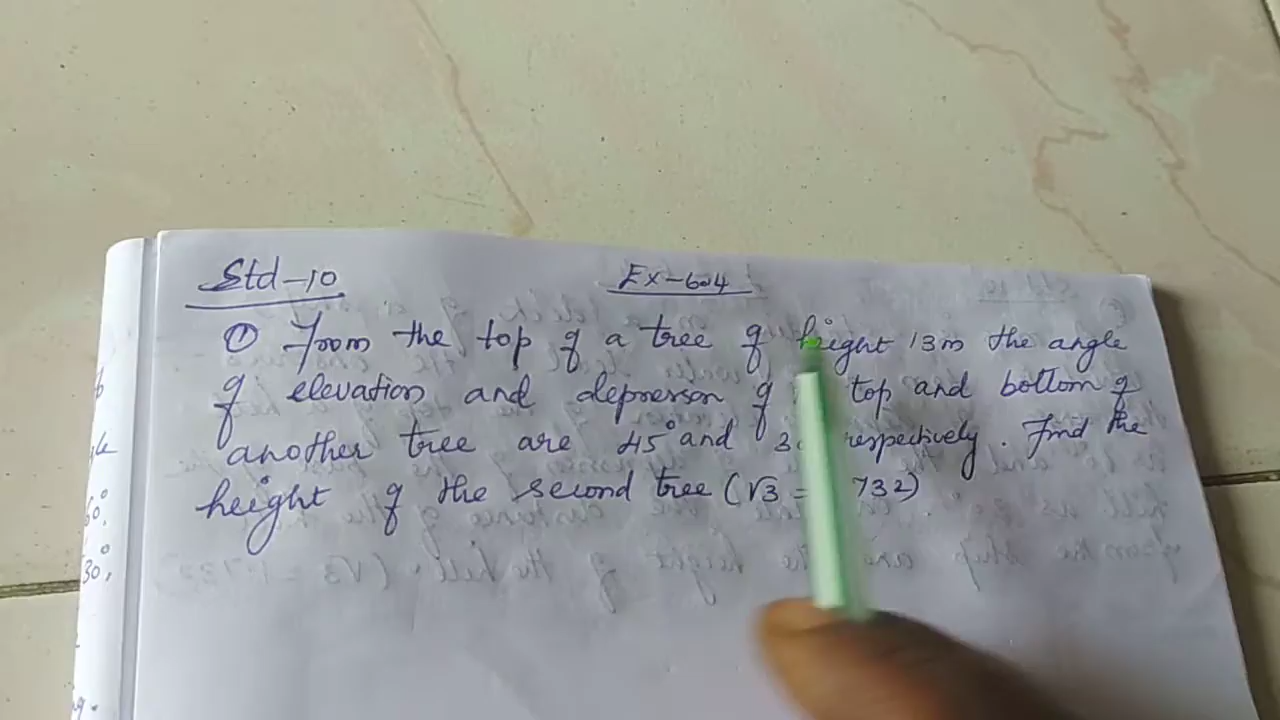 Std-10
Ex-6.4
① From the top of a tree of height 13m the angle
of elevation and depression of top and bottom of
another tree are 45° and respectively. Find the
height of the second tree (√3 = 732)
60°,
30°,